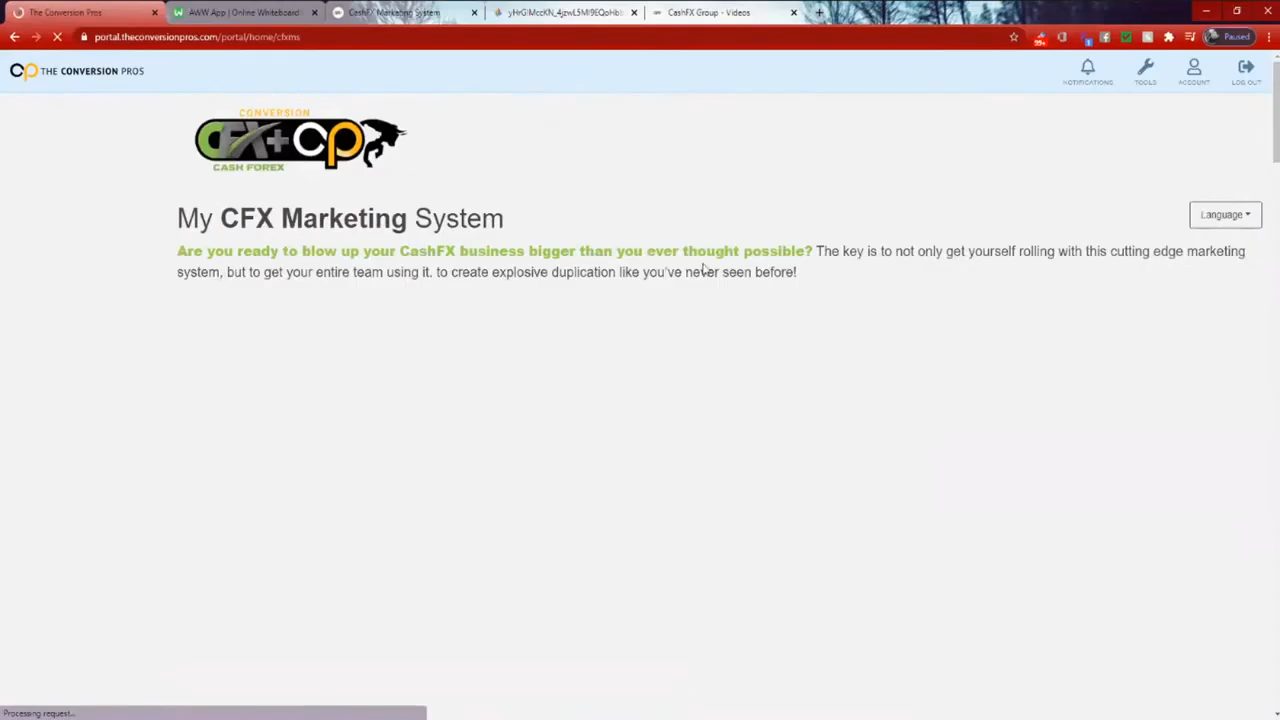 The Conversion Pros
AWW App | Online Whiteboard
CashFX Marketing System
CashFX Group - Videos
portal.theconversionpros.com/portal/home/cfxms
95+
1
Paused
cp THE CONVERSION PROS
NOTIFICATIONS
TOOLS
ACCOUNT
LOG OUT
CONVERSION
CFX+cp
CASH FOREX
My CFX Marketing System
Language
Are you ready to blow up your CashFX business bigger than you ever thought possible? The key is to not only get yourself rolling with this cutting edge marketing
system, but to get your entire team using it. to create explosive duplication like you've never seen before!
Processing request...